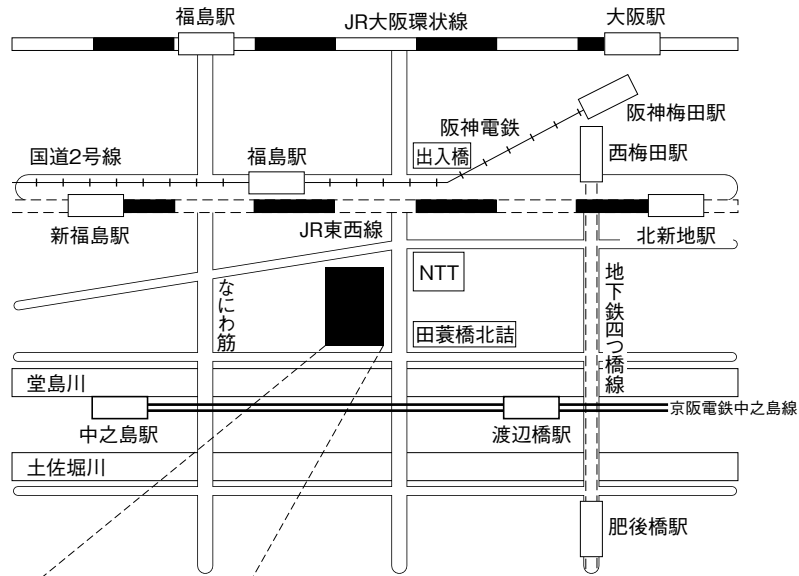 福島駅
大阪駅
JR大阪環状線
阪神梅田駅
阪神電鉄
国道2号線
福島駅
出入橋
西梅田駅
新福島駅
JR東西線
北新地駅
NTT
なにわ筋
地下鉄四つ橋線
田蓑橋北詰
堂島川
中之島駅
渡辺橋駅
京阪電鉄中之島線
土佐堀川
肥後橋駅